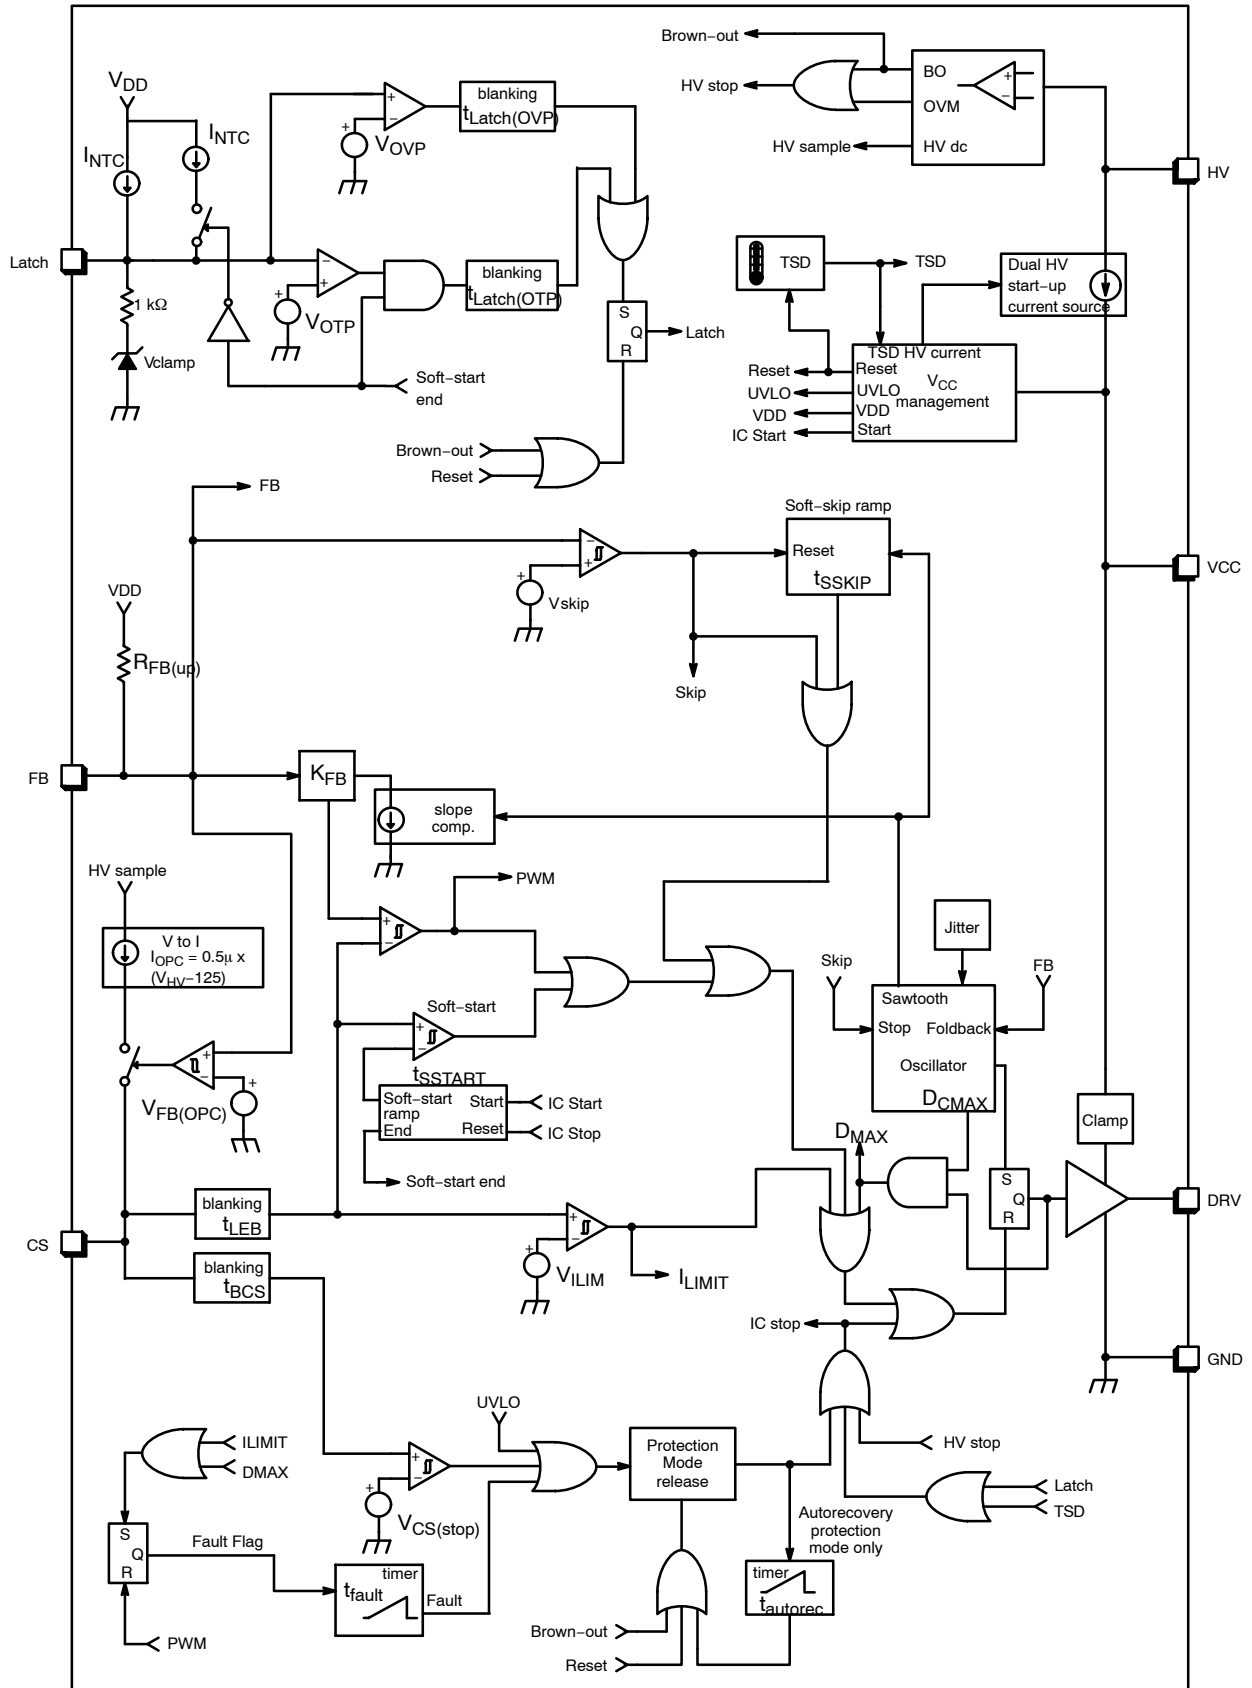 Brown−out
HV stop
BO
+
−
OVM
HV sample
HV dc
HV
VDD
INTC
INTC
+
−
+
VOVP
blanking
tLatch(OVP)
Latch
−
+
+
VOTP
blanking
tLatch(OTP)
1 kΩ
Vclamp
Soft−start
end
S
Q
R
Latch
Brown−out
Reset
TSD
TSD
Dual HV
start−up
current source
TSD HV current
Reset
Reset
UVLO
UVLO
VCC
management
VDD
VDD
IC Start
Start
FB
Soft−skip ramp
−
+
+
Vskip
Reset
tSSKIP
VCC
VDD
RFB(up)
Skip
FB
KFB
slope
comp.
HV sample
PWM
+
−
V to I
IOPC = 0.5μ x
(VHV−125)
Jitter
Skip
FB
Sawtooth
Stop
Foldback
Oscillator
DCMAX
Soft−start
+
−
tSSTART
Soft−start
ramp
End
Start
Reset
IC Start
IC Stop
Soft−start end
+
−
+
VFB(OPC)
DMAX
Clamp
S
Q
R
DRV
blanking
tLEB
CS
blanking
tBCS
+
−
+
VILIM
ILIMIT
IC stop
GND
UVLO
ILIMIT
DMAX
+
−
+
VCS(stop)
Protection
Mode
release
HV stop
Latch
TSD
Autorecovery
protection
mode only
S
Q
R
Fault Flag
timer
tfault
Fault
timer
tautorec
PWM
Brown−out
Reset